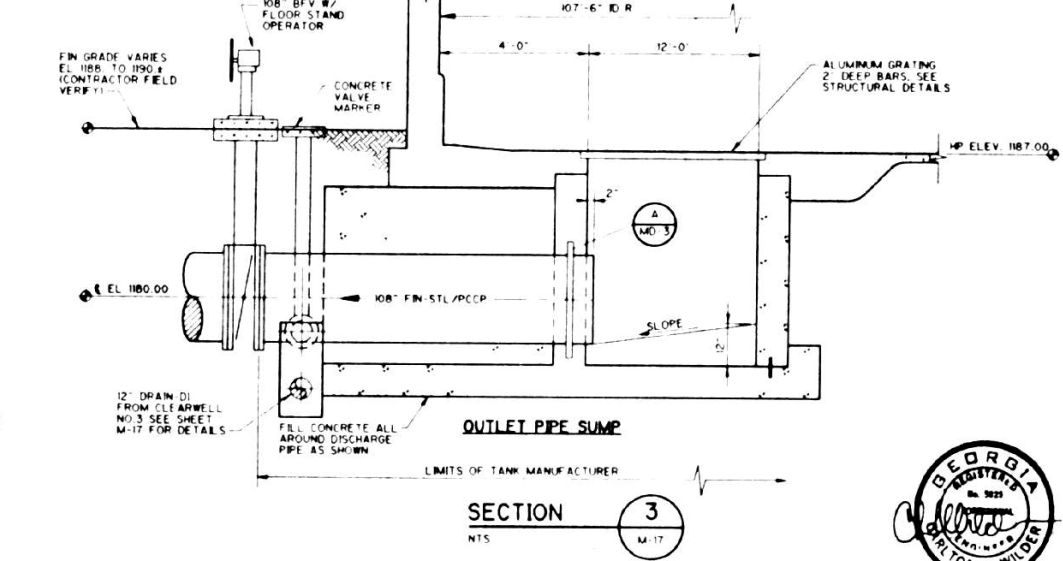 108" BFV W/
FLOOR STAND
OPERATOR
107'-6" ID R
4'-0"
12'-0"
FIN GRADE VARIES
EL 1188. TO 1190.±
(CONTRACTOR FIELD
VERIFY)
CONCRETE
VALVE
MARKER
ALUMINUM GRATING
2" DEEP BARS. SEE
STRUCTURAL DETAILS
HP ELEV. 1187.00
2"
A
MD-3
℄ EL 1180.00
108" FIN-STL/PCCP
SLOPE
12"
12" DRAIN-DI
FROM CLEARWELL
NO.3 SEE SHEET
M-17 FOR DETAILS
FILL CONCRETE ALL
AROUND DISCHARGE
PIPE AS SHOWN
OUTLET PIPE SUMP
LIMITS OF TANK MANUFACTURER
SECTION
NTS
3
M-17
GEORGIA
REGISTERED
PROFESSIONAL
ENGINEER
WILDER